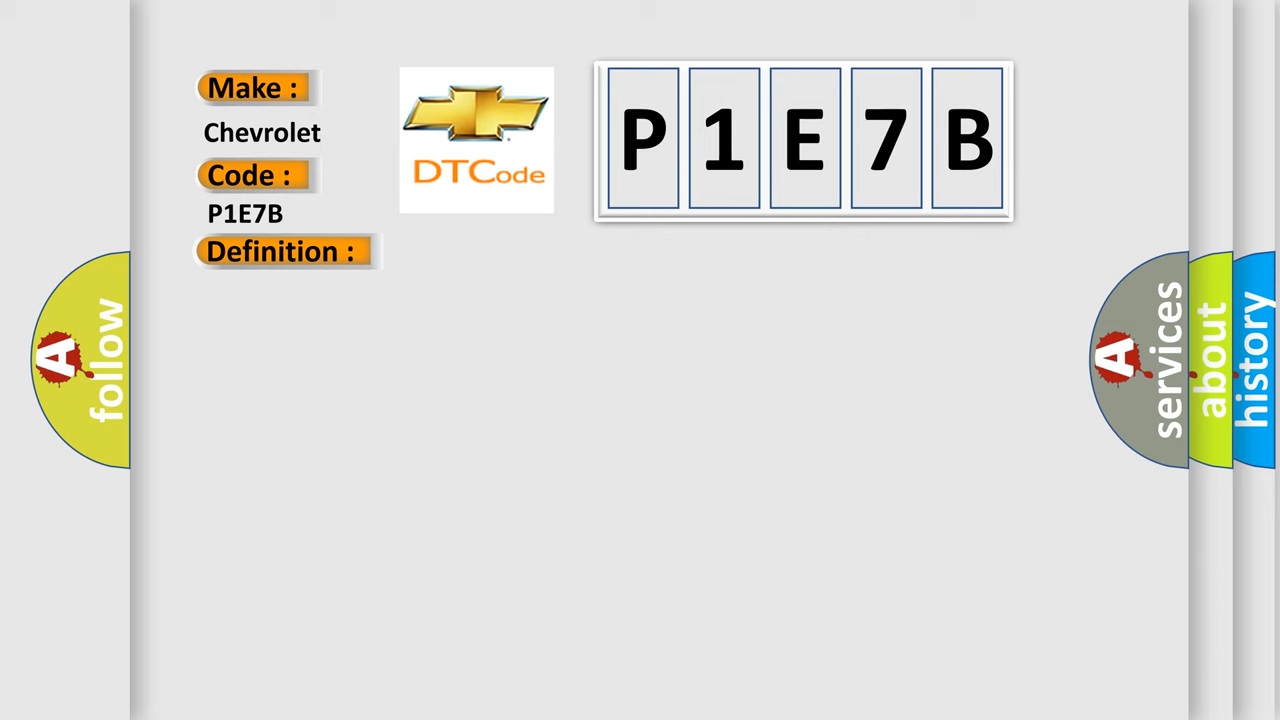 Make :
Chevrolet
Code :
P1E7B
Definition :
DTCode
P 1 E 7 B
A follow
A services
about
history